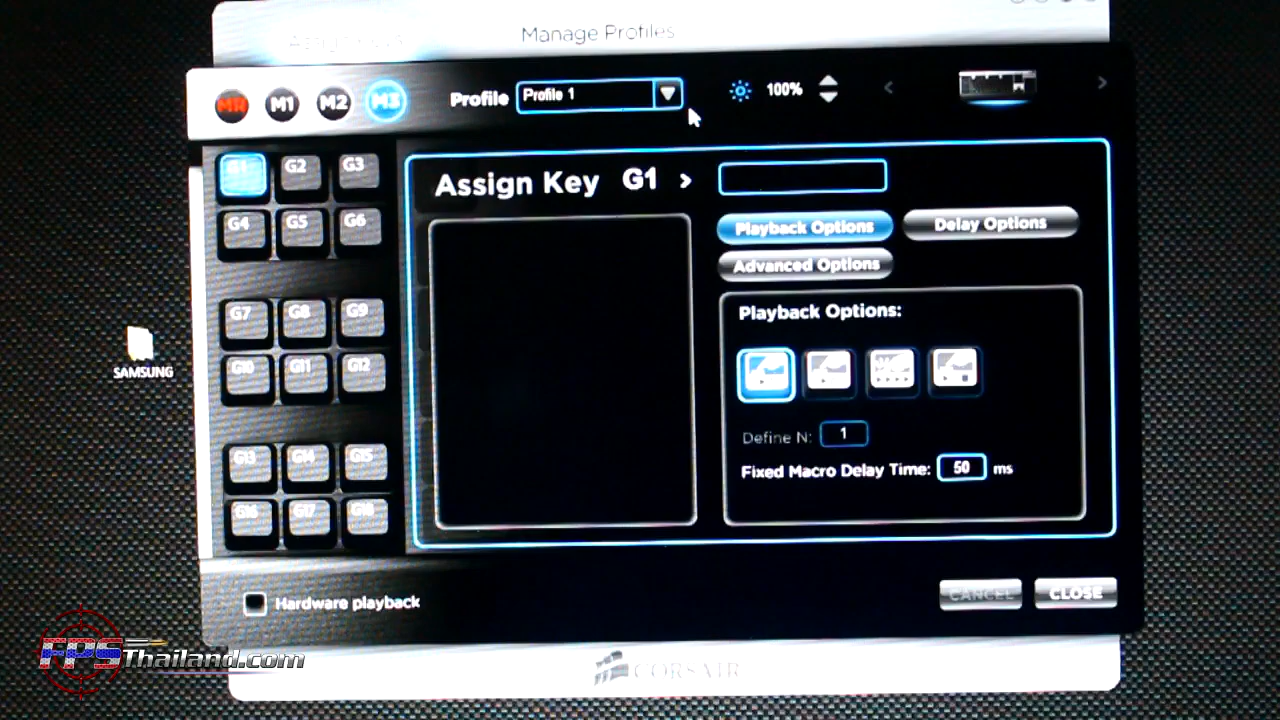 Assign Keys
Manage Profiles
MR M1 M2 M3 Profile Profile 1 100%
G1 G2 G3 Assign Key G1 >
G4 G5 G6 Playback Options Delay Options
Advanced Options
G7 G8 G9 Playback Options:
G10 G11 G12
SAMSUNG
Define N: 1
G13 G14 G15 Fixed Macro Delay Time: 50 ms
G16 G17 G18
Hardware playback CANCEL CLOSE
FPSThailand.com
CORSAIR